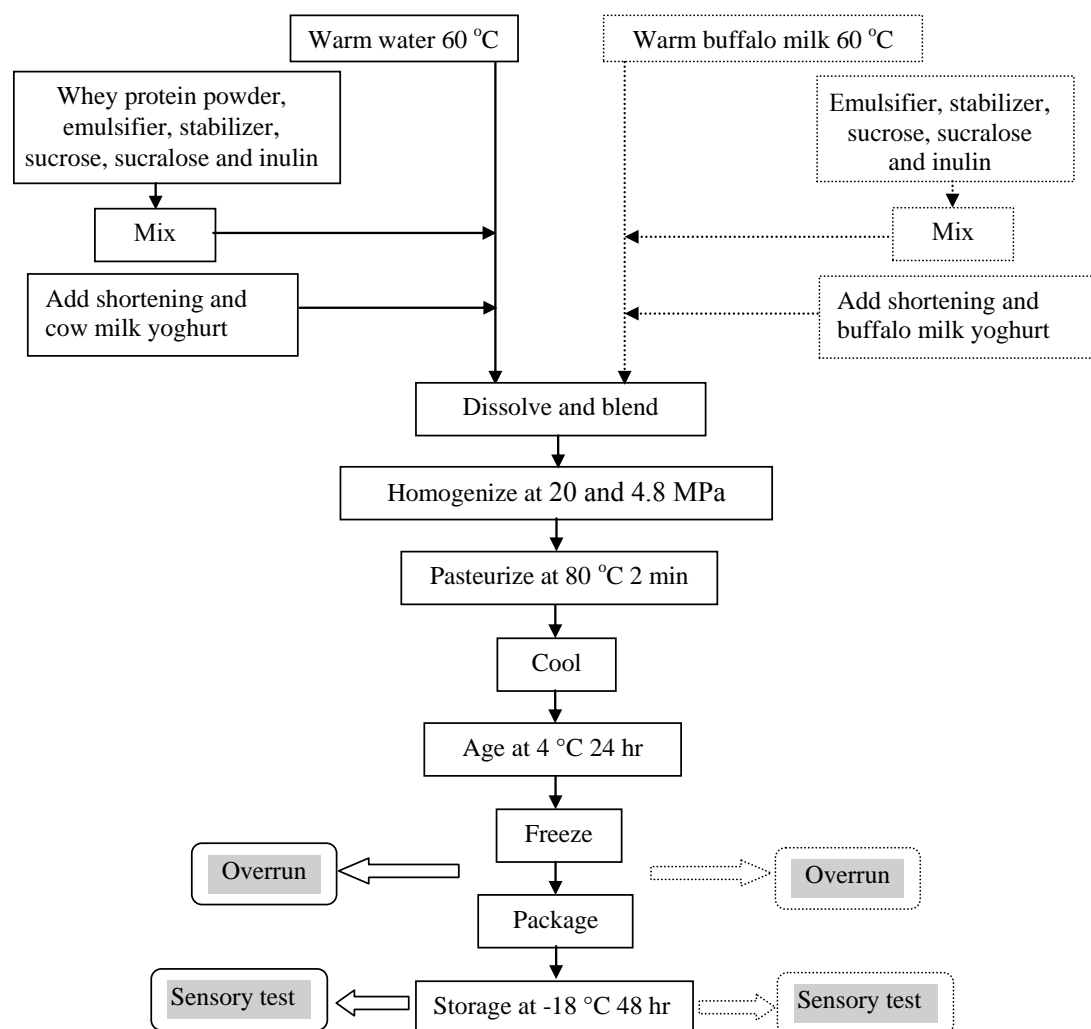 Warm water 60 °C
Warm buffalo milk 60 °C
Whey protein powder,
emulsifier, stabilizer,
sucrose, sucralose and inulin
Emulsifier, stabilizer,
sucrose, sucralose
and inulin
Mix
Mix
Add shortening and
cow milk yoghurt
Add shortening and
buffalo milk yoghurt
Dissolve and blend
Homogenize at 20 and 4.8 MPa
Pasteurize at 80 °C 2 min
Cool
Age at 4 °C 24 hr
Freeze
Overrun
Overrun
Package
Sensory test
Storage at -18 °C 48 hr
Sensory test